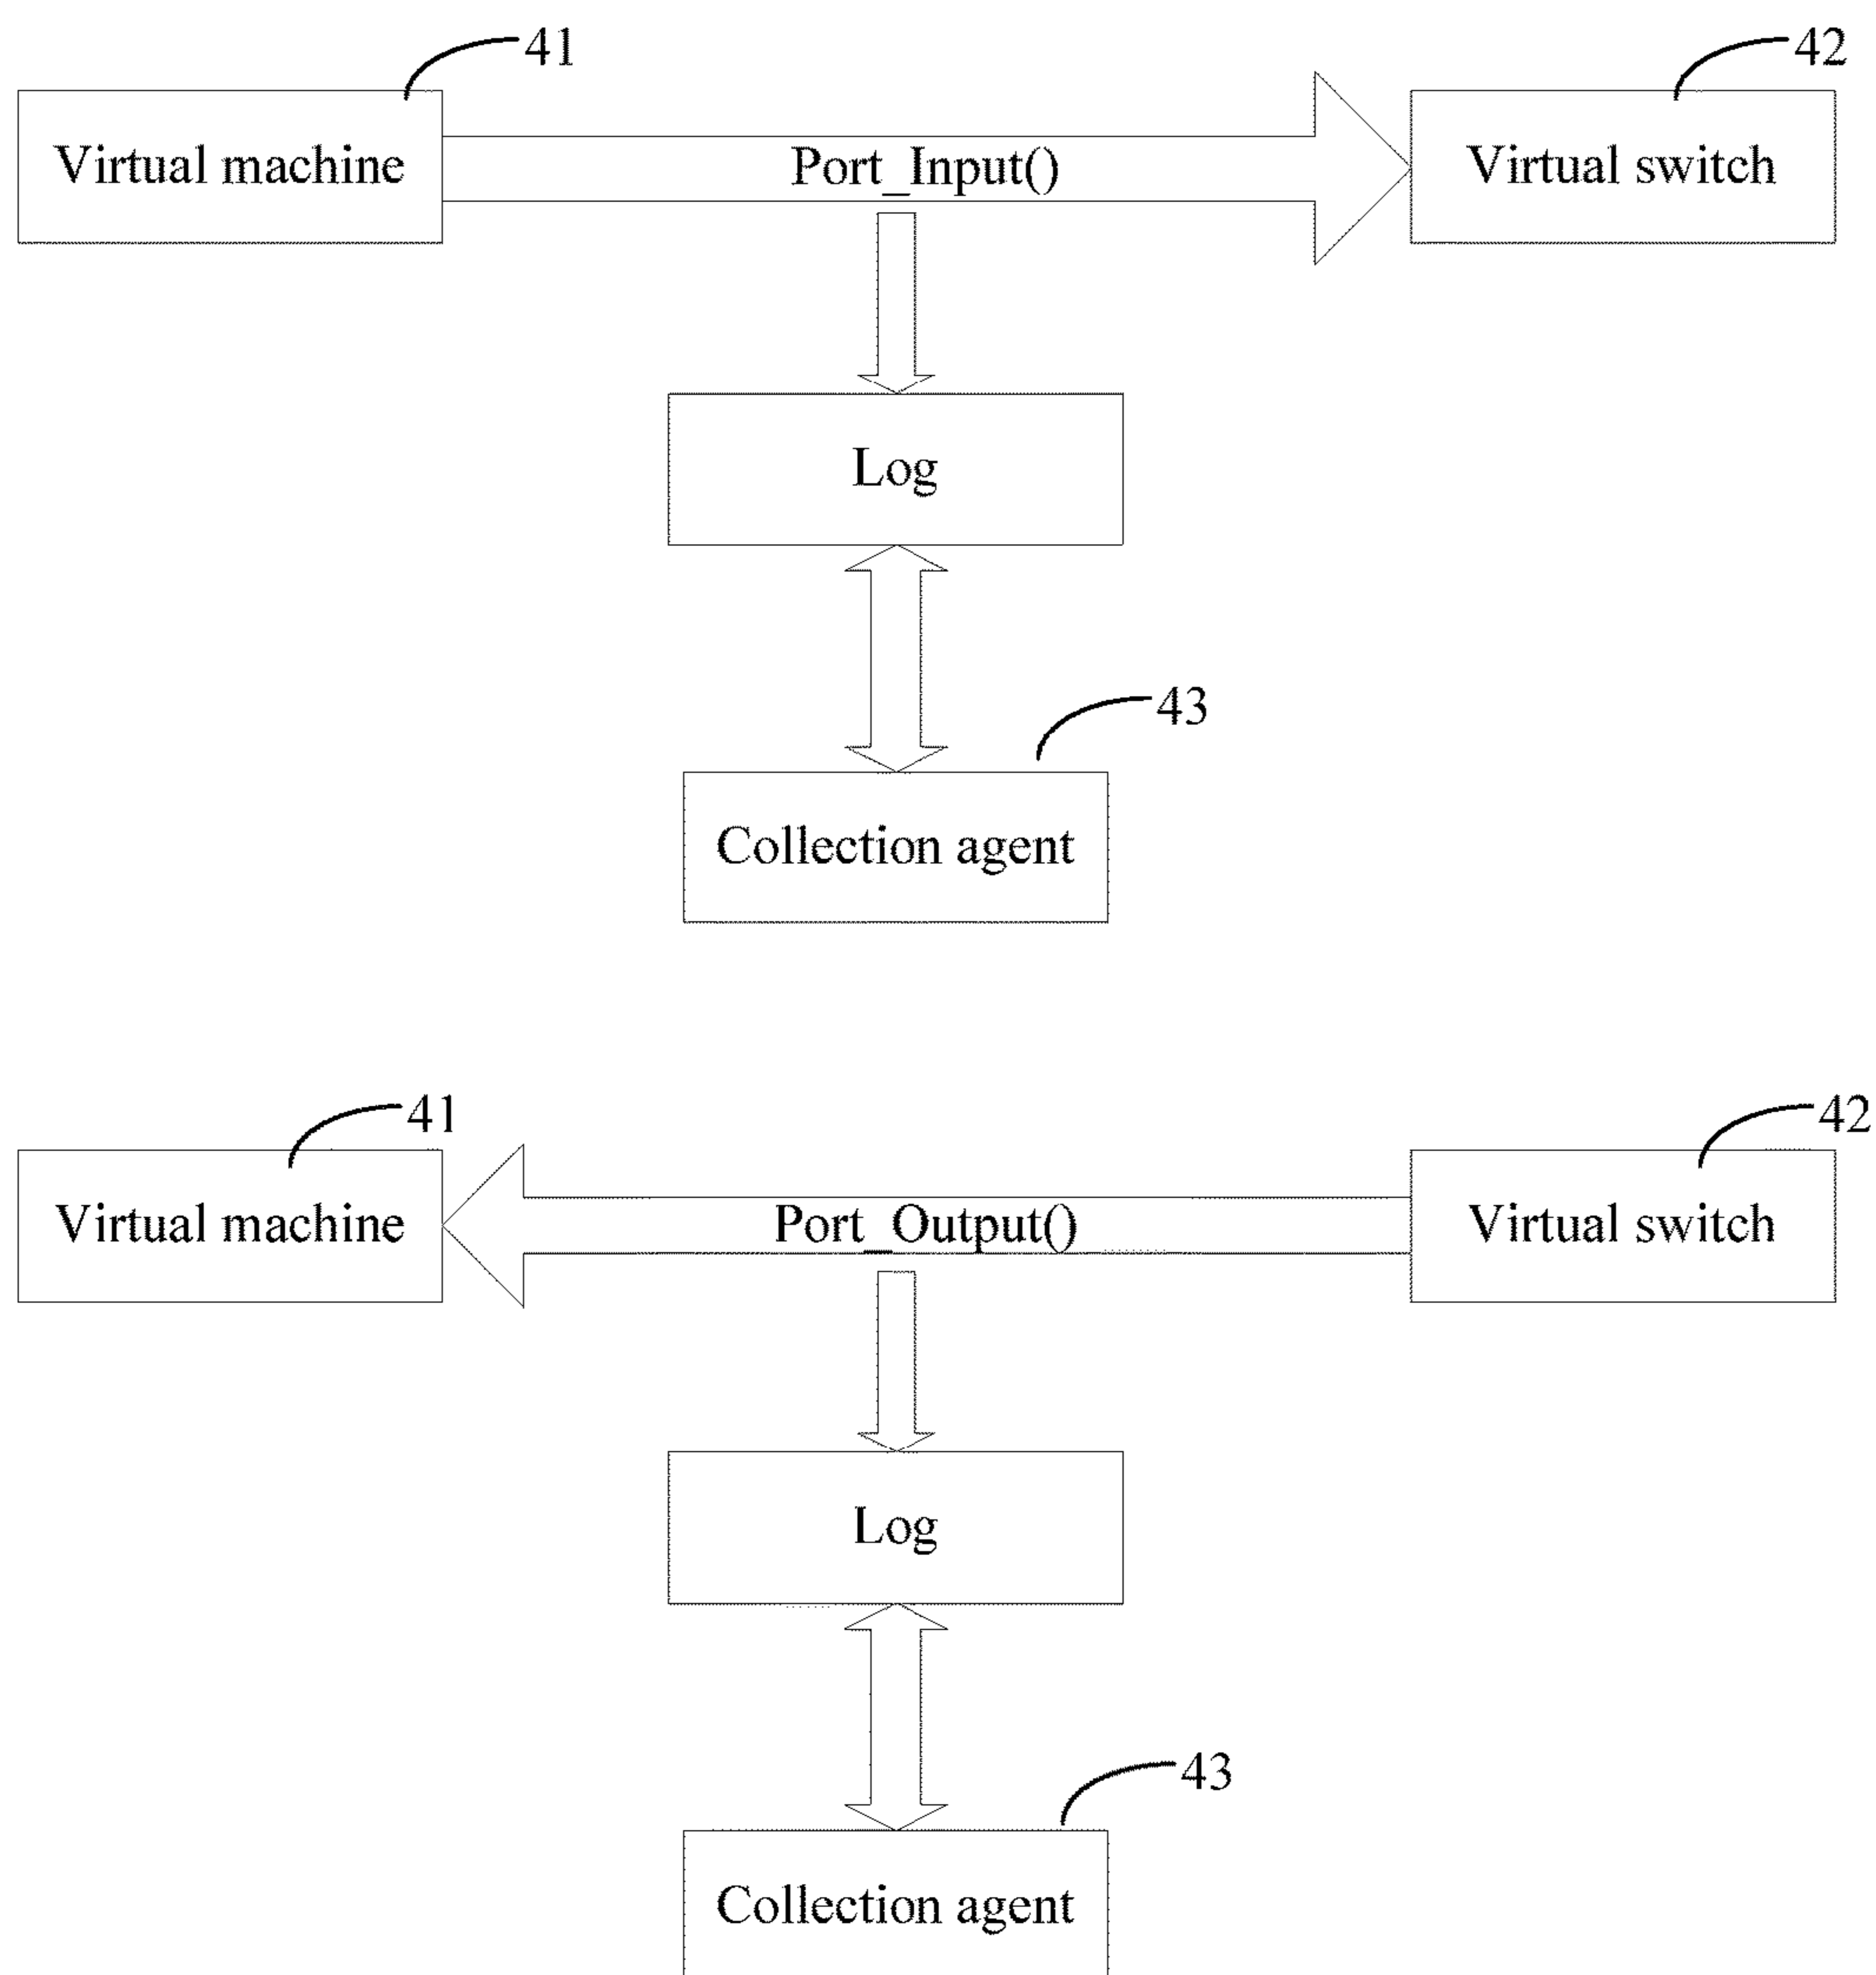 41
42
Virtual machine
Port_Input()
Virtual switch
Log
43
Collection agent
41
42
Virtual machine
Port_Output()
Virtual switch
Log
43
Collection agent